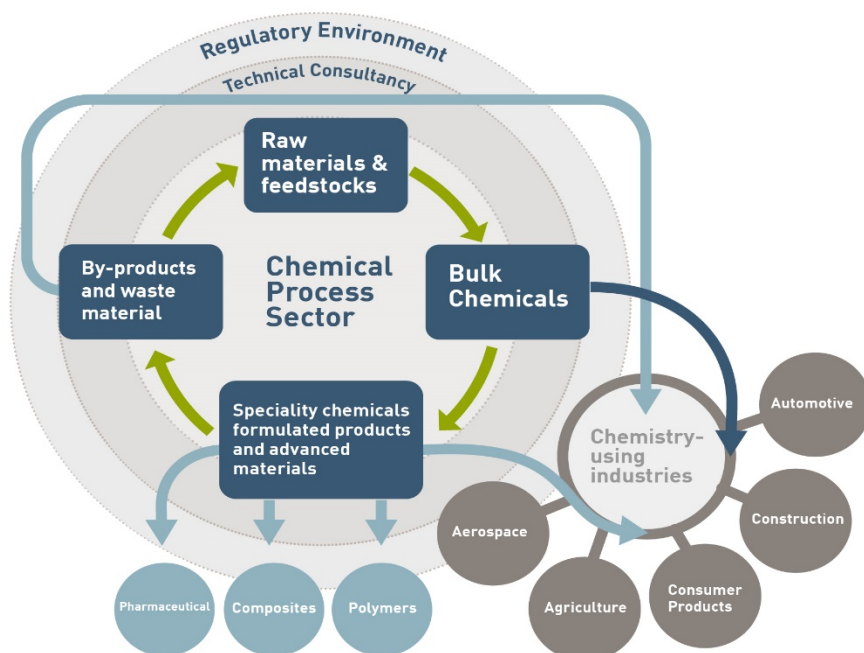 Regulatory Environment
Technical Consultancy
Raw
materials &
feedstocks
By-products
and waste
material
Chemical
Process
Sector
Bulk
Chemicals
Speciality chemicals
formulated products
and advanced
materials
Chemistry-
using
industries
Automotive
Construction
Consumer
Products
Agriculture
Aerospace
Pharmaceutical
Composites
Polymers